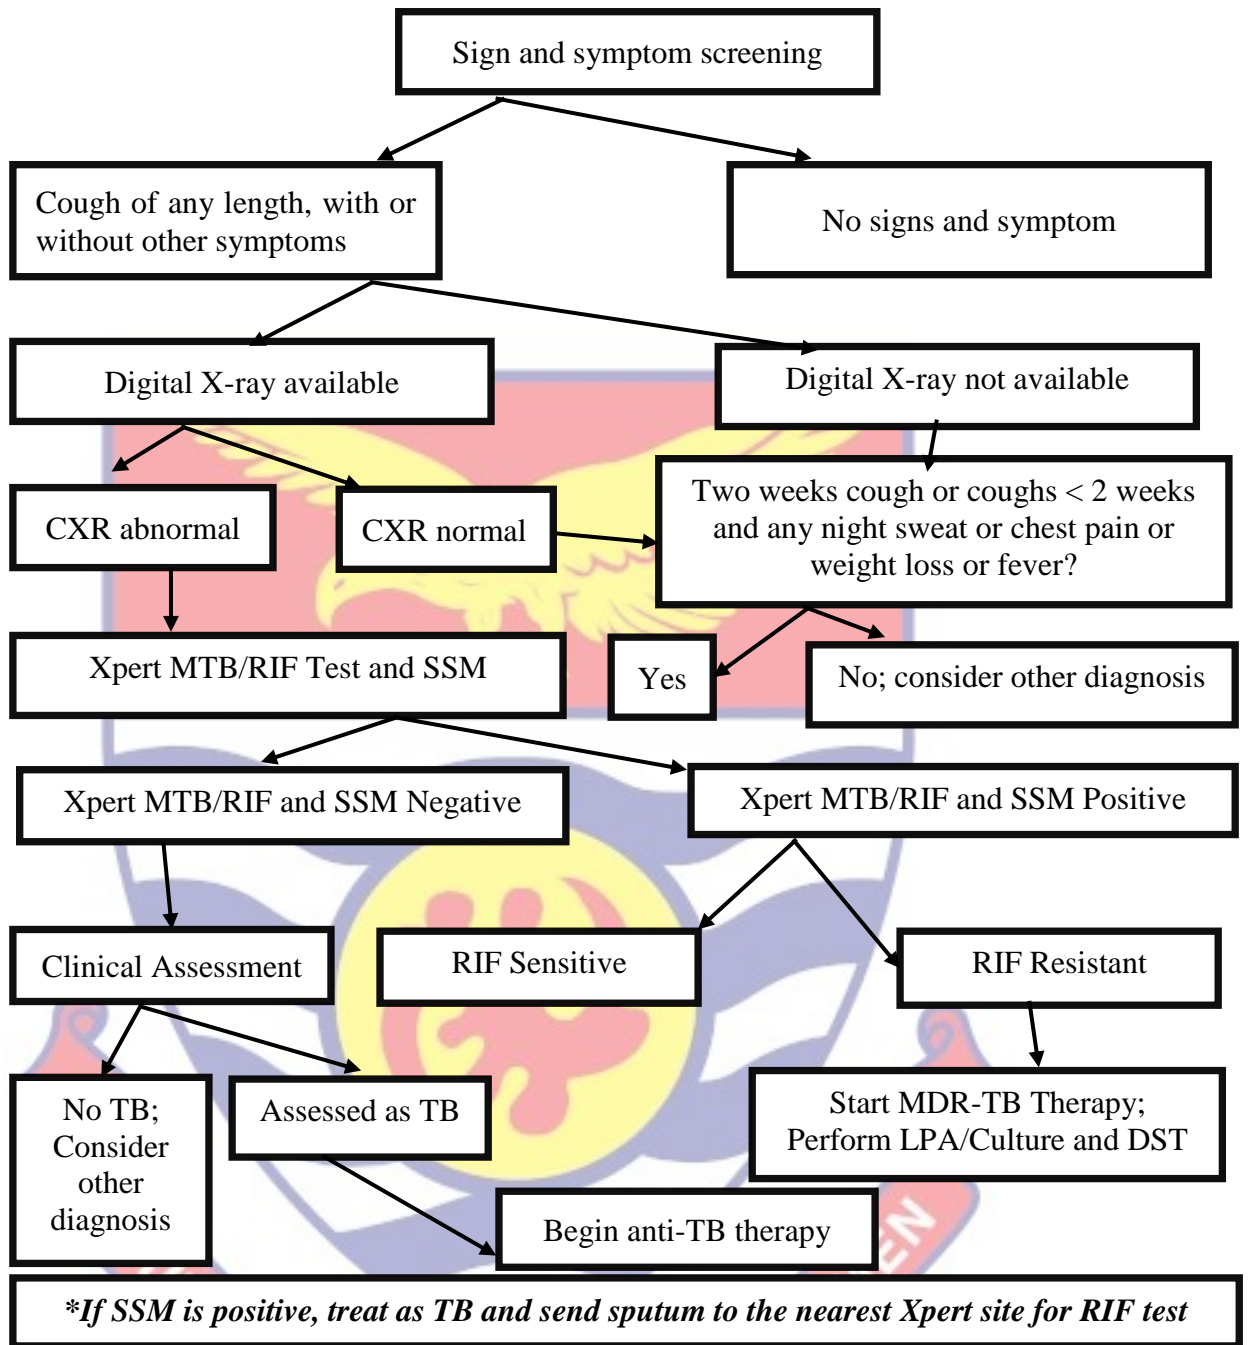 Sign and symptom screening
Cough of any length, with or
without other symptoms
No signs and symptom
Digital X-ray available
Digital X-ray not available
CXR abnormal
CXR normal
Two weeks cough or coughs < 2 weeks
and any night sweat or chest pain or
weight loss or fever?
Xpert MTB/RIF Test and SSM
Yes
No; consider other diagnosis
Xpert MTB/RIF and SSM Negative
Xpert MTB/RIF and SSM Positive
Clinical Assessment
RIF Sensitive
RIF Resistant
No TB;
Consider
other
diagnosis
Assessed as TB
Start MDR-TB Therapy;
Perform LPA/Culture and DST
Begin anti-TB therapy
*If SSM is positive, treat as TB and send sputum to the nearest Xpert site for RIF test